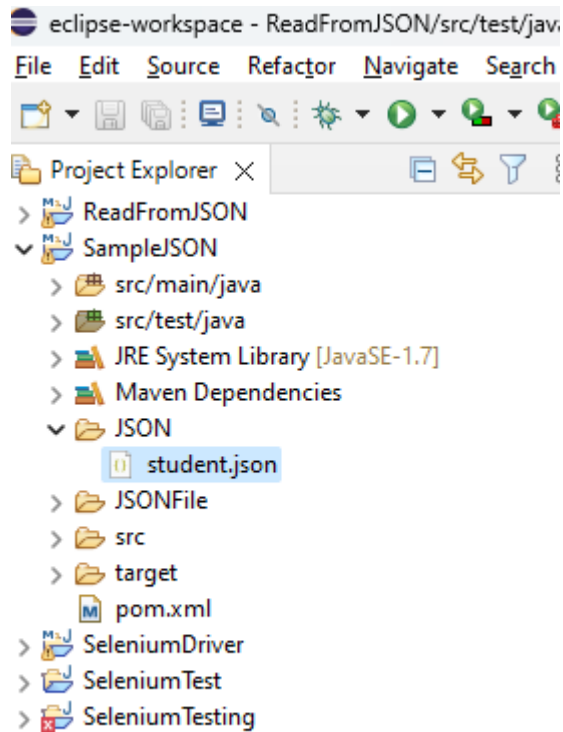 eclipse-workspace - ReadFromJSON/src/test/java
File Edit Source Refactor Navigate Search
Project Explorer
ReadFromJSON
SampleJSON
src/main/java
src/test/java
JRE System Library [JavaSE-1.7]
Maven Dependencies
JSON
student.json
JSONFile
src
target
pom.xml
SeleniumDriver
SeleniumTest
SeleniumTesting